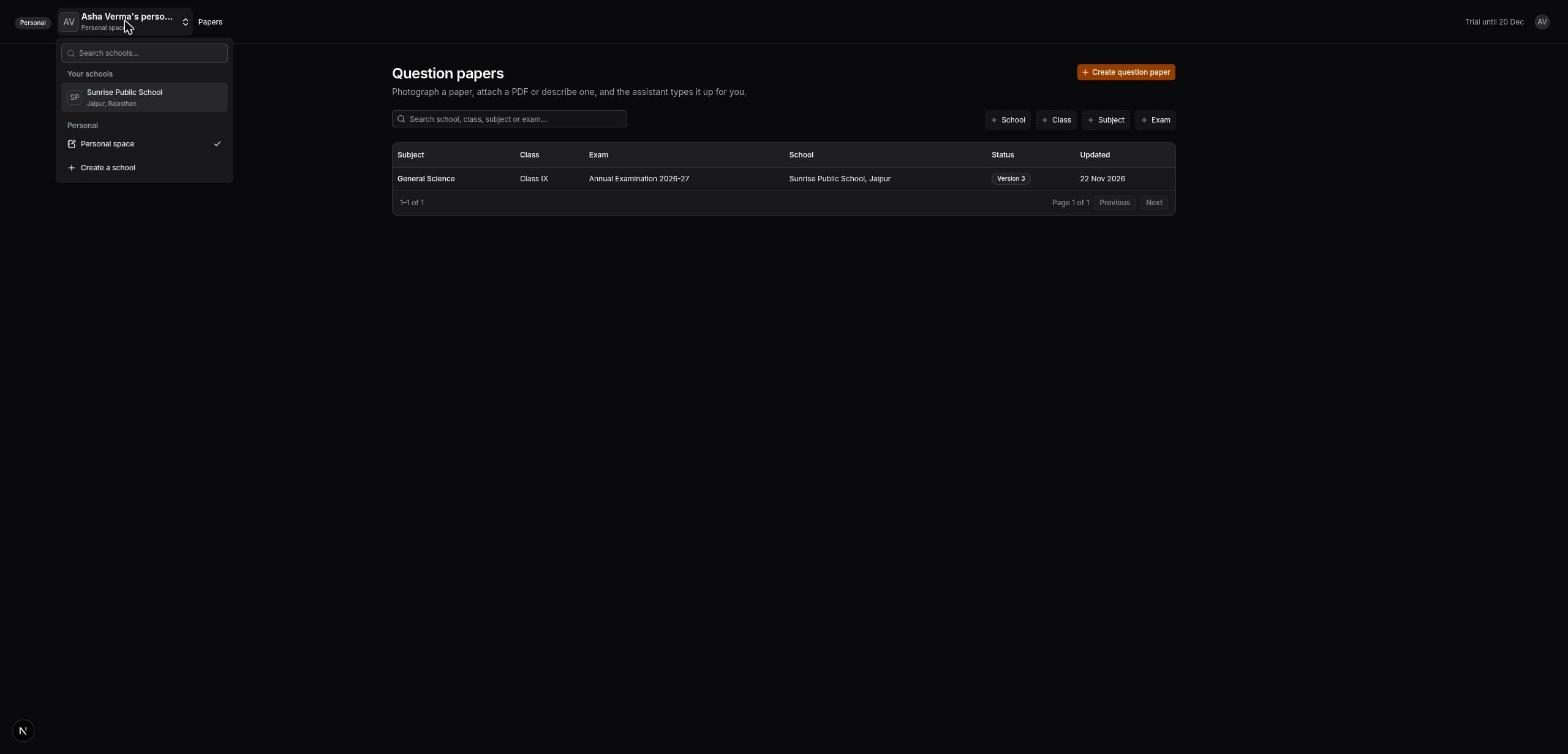 Personal
AV
Asha Verma's perso...
Personal space
Papers
Trial until 20 Dec
AV
Search schools...
Your schools
SP
Sunrise Public School
Jaipur, Rajasthan
Personal
Personal space
Create a school
Question papers
Create question paper
Photograph a paper, attach a PDF or describe one, and the assistant types it up for you.
Search school, class, subject or exam...
School
Class
Subject
Exam
Subject Class Exam School Status Updated
General Science Class IX Annual Examination 2026-27 Sunrise Public School, Jaipur Version 3 22 Nov 2026
1–1 of 1
Page 1 of 1 Previous Next
N